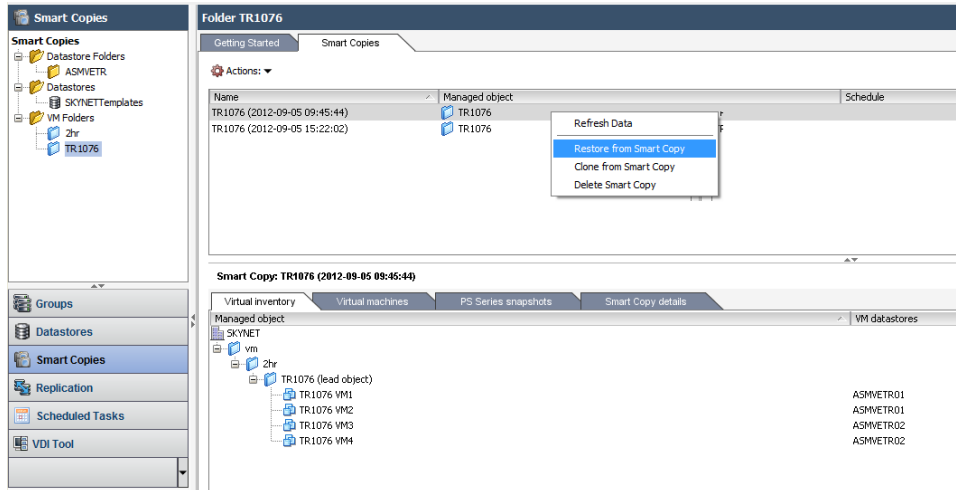 Smart Copies
Smart Copies
Datastore Folders
ASMVETR
Datastores
SKYNETTemplates
VM Folders
2hr
TR1076
Groups
Datastores
Smart Copies
Replication
Scheduled Tasks
VDI Tool
Folder TR1076
Getting Started Smart Copies
Actions:
Name Managed object Schedule
TR1076 (2012-09-05 09:45:44) TR1076
TR1076 (2012-09-05 15:22:02) TR1076
Refresh Data
Restore from Smart Copy
Clone from Smart Copy
Delete Smart Copy
Smart Copy: TR1076 (2012-09-05 09:45:44)
Virtual inventory Virtual machines PS Series snapshots Smart Copy details
Managed object VM datastores
SKYNET
vm
2hr
TR1076 (lead object)
TR1076 VM1 ASMVETR01
TR1076 VM2 ASMVETR01
TR1076 VM3 ASMVETR02
TR1076 VM4 ASMVETR02